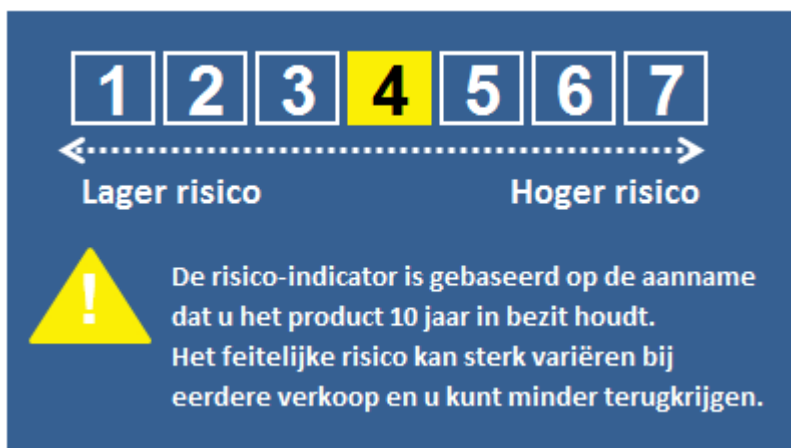 1 2 3 4 5 6 7
Lager risico Hoger risico
!
De risico-indicator is gebaseerd op de aanname
dat u het product 10 jaar in bezit houdt.
Het feitelijke risico kan sterk variëren bij
eerdere verkoop en u kunt minder terugkrijgen.